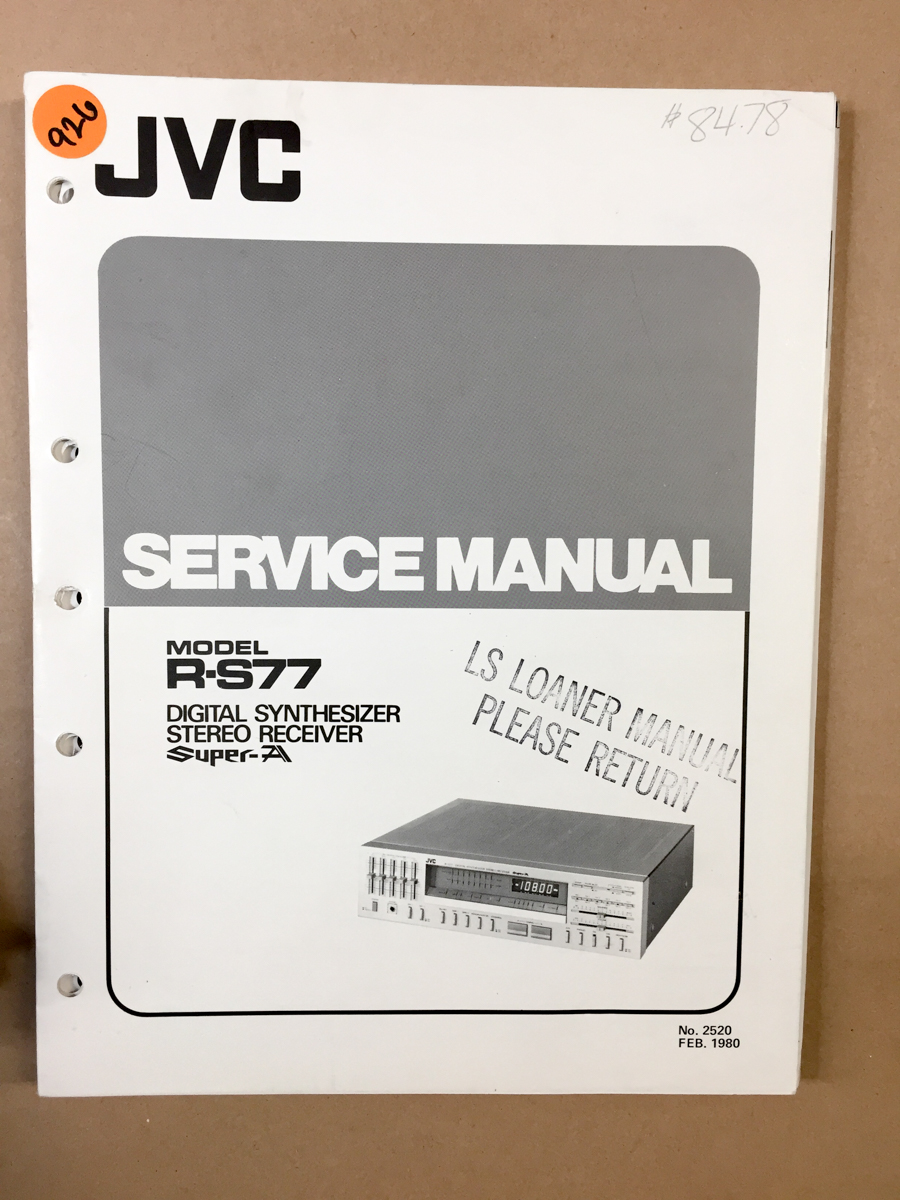 926
JVC
# 84.78
SERVICE MANUAL
MODEL
R-S77
DIGITAL SYNTHESIZER
STEREO RECEIVER
Super-A
LS LOANER MANUAL
PLEASE RETURN
JVC
108.00
No. 2520
FEB. 1980